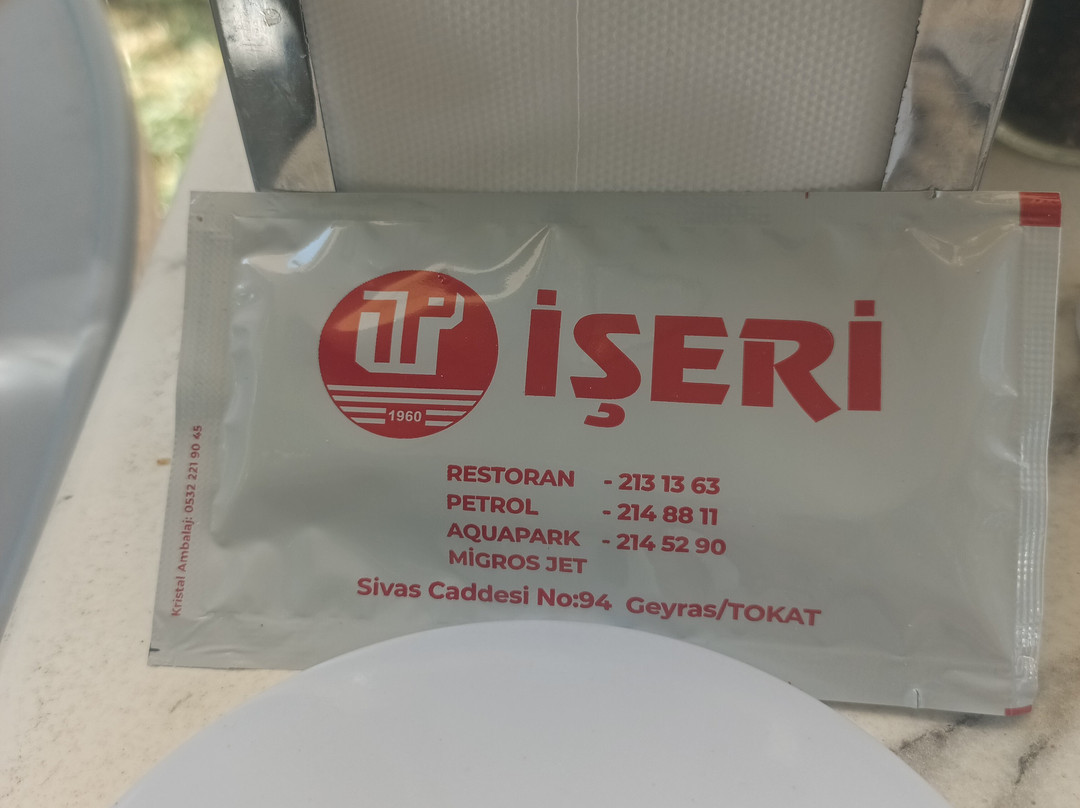 İŞERİ
1960
RESTORAN - 213 13 63
PETROL - 214 88 11
AQUAPARK - 214 52 90
MİGROS JET
Sivas Caddesi No:94 Geyras/TOKAT
Kristal Ambalaj: 0532 221 90 45